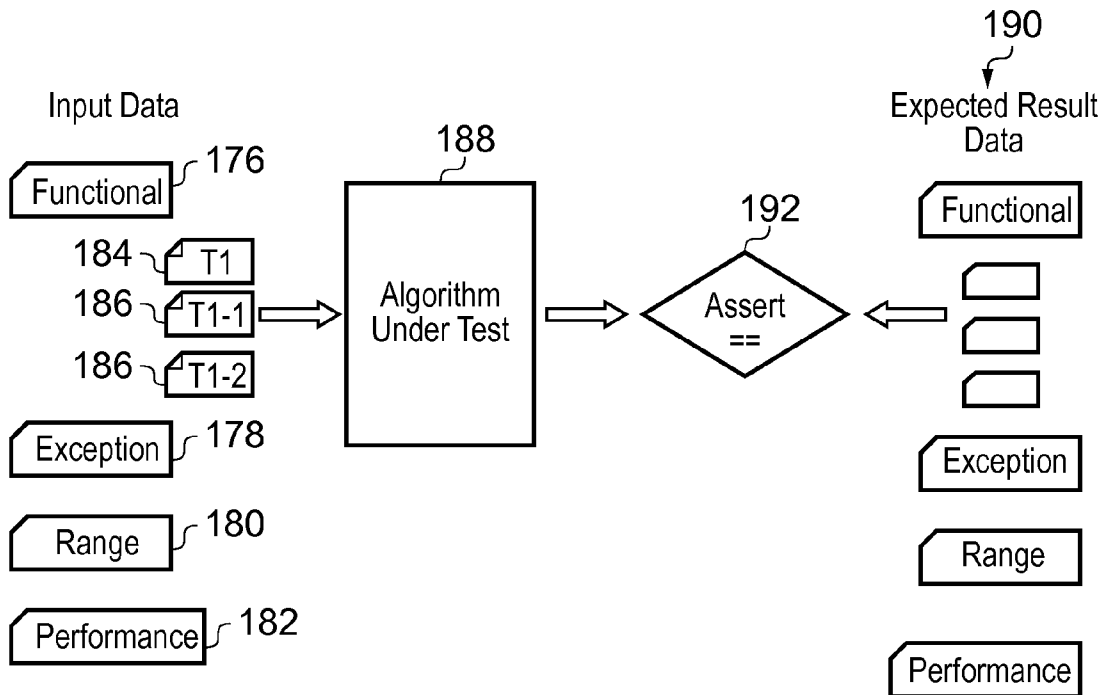 190
Input Data
Expected Result
Data
188
Functional
176
Functional
192
184
T1
186
T1-1
Algorithm
Under Test
Assert
==
186
T1-2
Exception
178
Exception
Range
180
Range
Performance
182
Performance